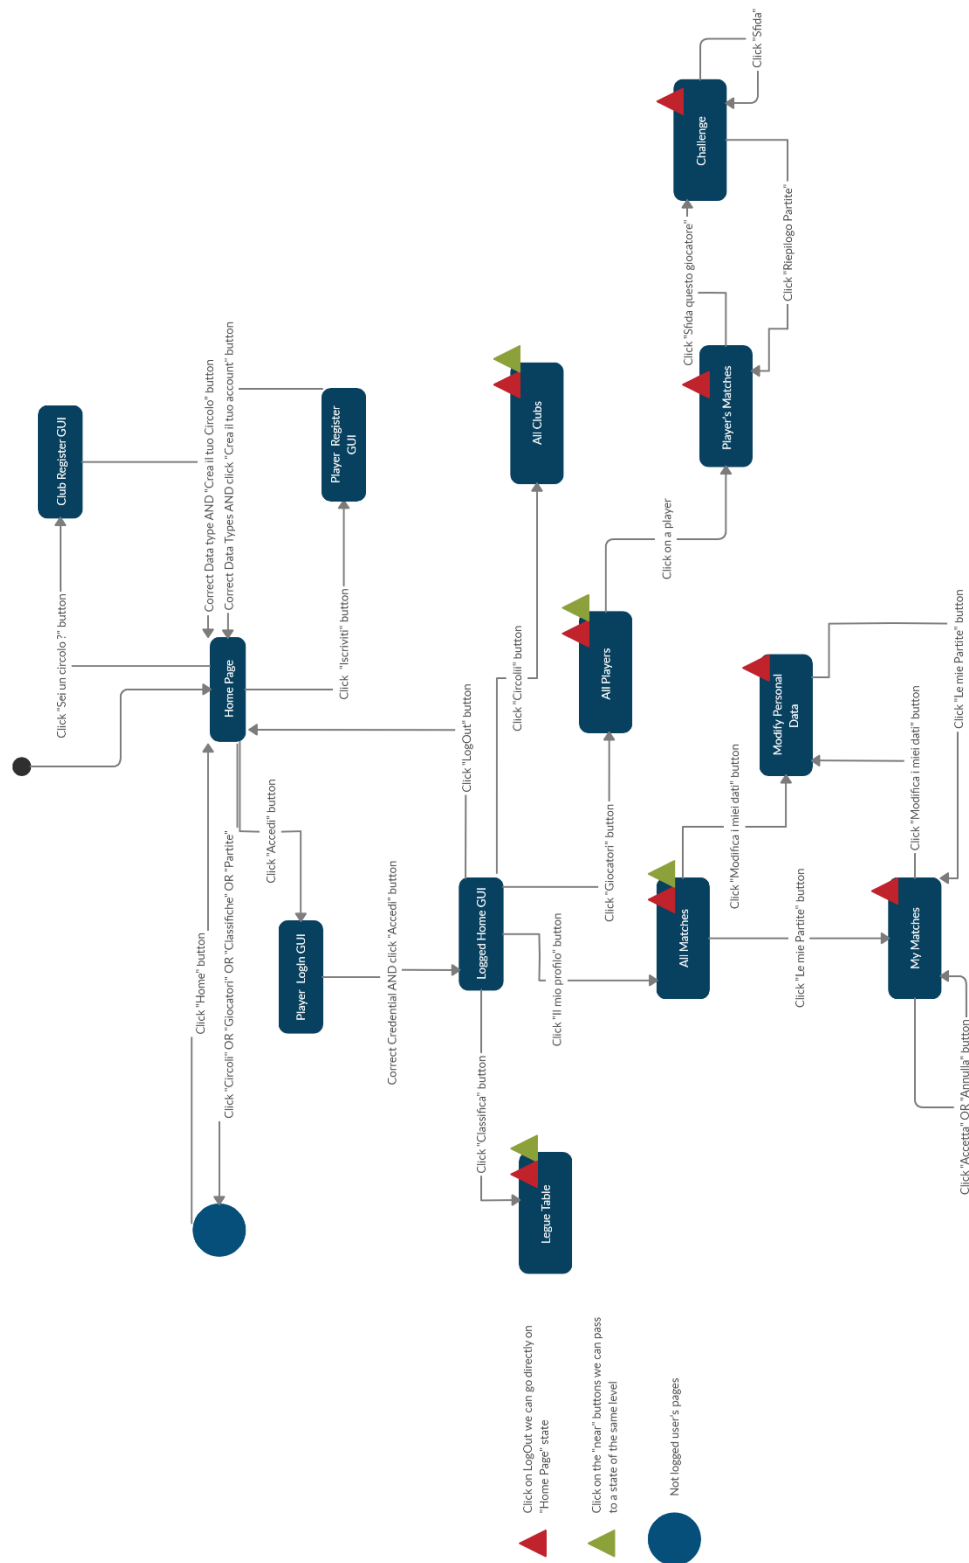 Click "Sfida"
Challenge
Click "Sfida questo giocatore"
Click "Riepilogo Partite"
Player's Matches
Click on a player
Club Register GUI
Correct Data type AND "Crea il tuo Circolo" button
Correct Data Types AND click "Crea il tuo account" button
Player Register
GUI
All Clubs
Click "Sei un circolo ?" button
Home Page
Click "Iscriviti" button
Click "Circolii" button
All Players
Click "Giocatori" button
Click "LogOut" button
Click "Home" button
Click "Circoli" OR "Giocatori" OR "Classifiche" OR "Partite"
Click "Accedi" button
Player LogIn GUI
Correct Credential AND click "Accedi" button
Logged Home GUI
Click "Il mio profilo" button
All Matches
Click "Modifica i miei dati" button
Modify Personal
Data
Click "Le mie Partite" button
Click "Modifica i miei dati" button
Click "Le mie Partite" button
My Matches
Click "Accetta" OR "Annulla" button
Click "Classifica" button
Legue Table
Click on LogOut we can go directly on
"Home Page" state
Click on the "near" buttons we can pass
to a state of the same level
Not logged user's pages